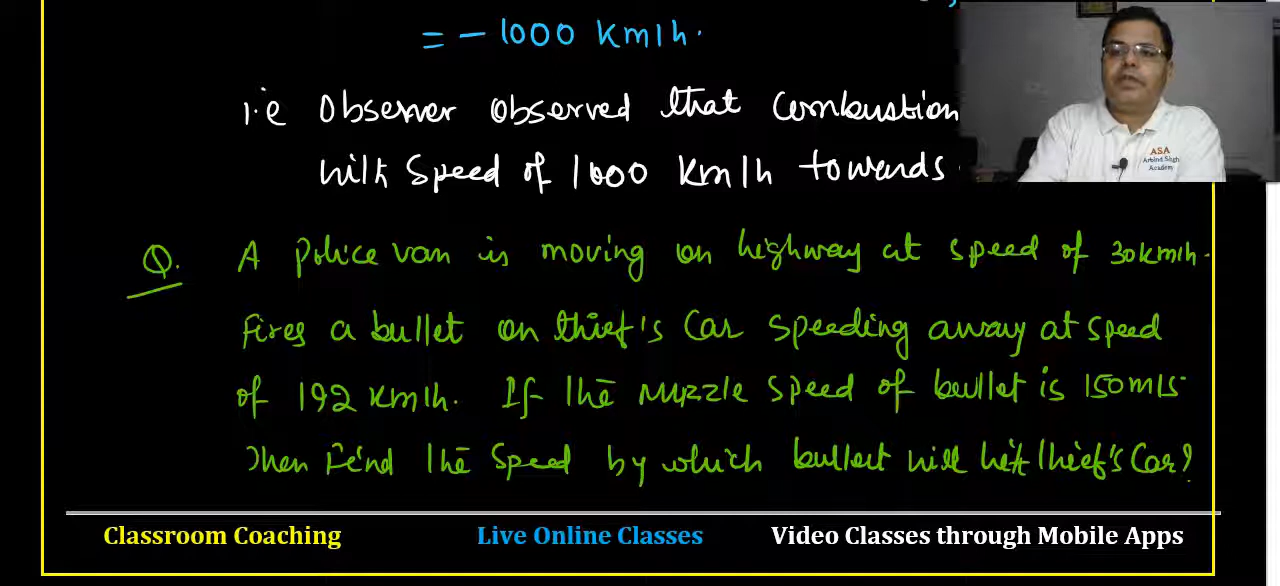 = - 1000 km/h.
i.e Observer observed that Combustion
with Speed of 1000 km/h towards
ASA
Arbind Singh
Academy
Q. A police van is moving on highway at speed of 30km/h.
Fires a bullet on thief's Car speeding away at speed
of 192 km/h. If the muzzle speed of bullet is 150m/s
Then Find the speed by which bullet will hit thief's Car?
Classroom Coaching Live Online Classes Video Classes through Mobile Apps